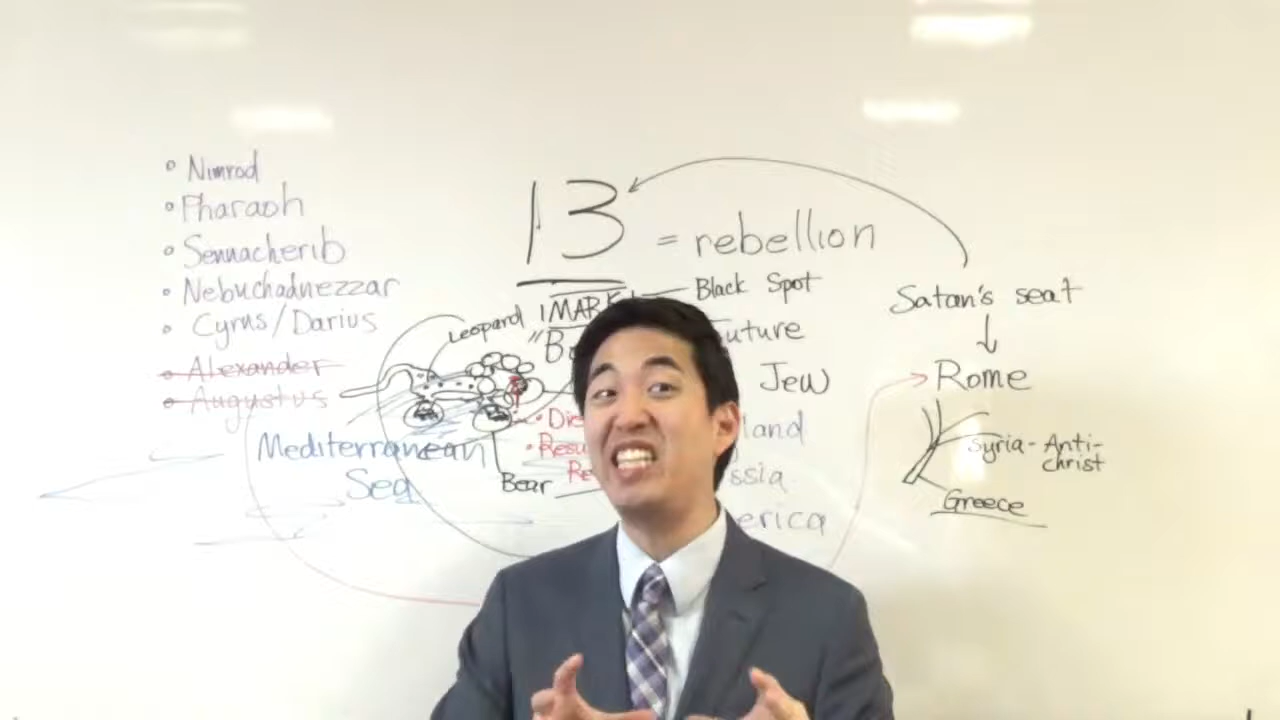 • Nimrod
• Pharaoh
• Sennacherib
• Nebuchadnezzar
• Cyrus/Darius
• Alexander
• Augustus
Mediterranean
Sea
13
= rebellion
MARK
Black Spot
Leopard
Jew
Bear
Satan's seat
Rome
Syria - Anti-
christ
Greece